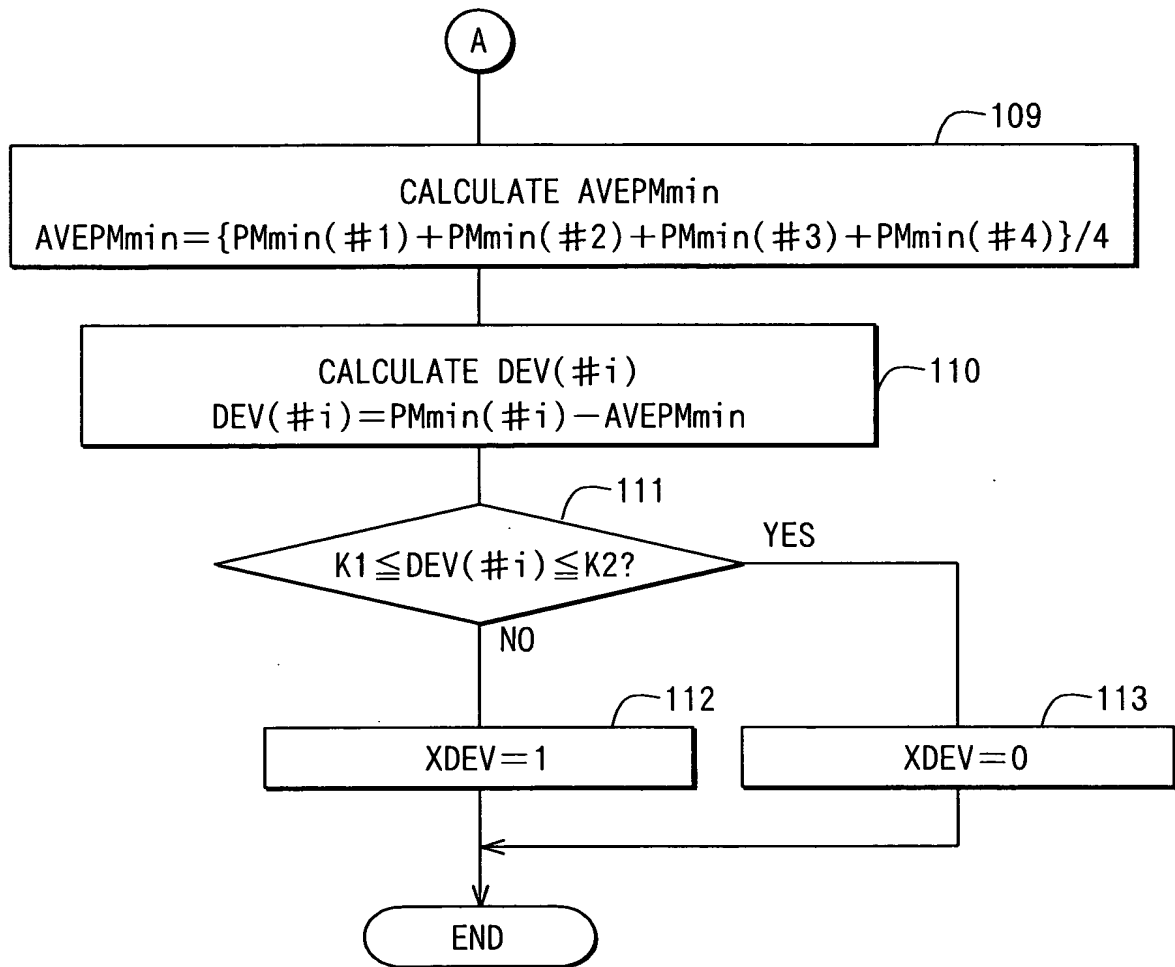 A
109
CALCULATE AVEPMmin
AVEPMmin={PMmin(#1)+PMmin(#2)+PMmin(#3)+PMmin(#4)}/4
CALCULATE DEV(#i)
DEV(#i)=PMmin(#i)−AVEPMmin
110
111
K1≦DEV(#i)≦K2?
YES
NO
112
XDEV=1
113
XDEV=0
END